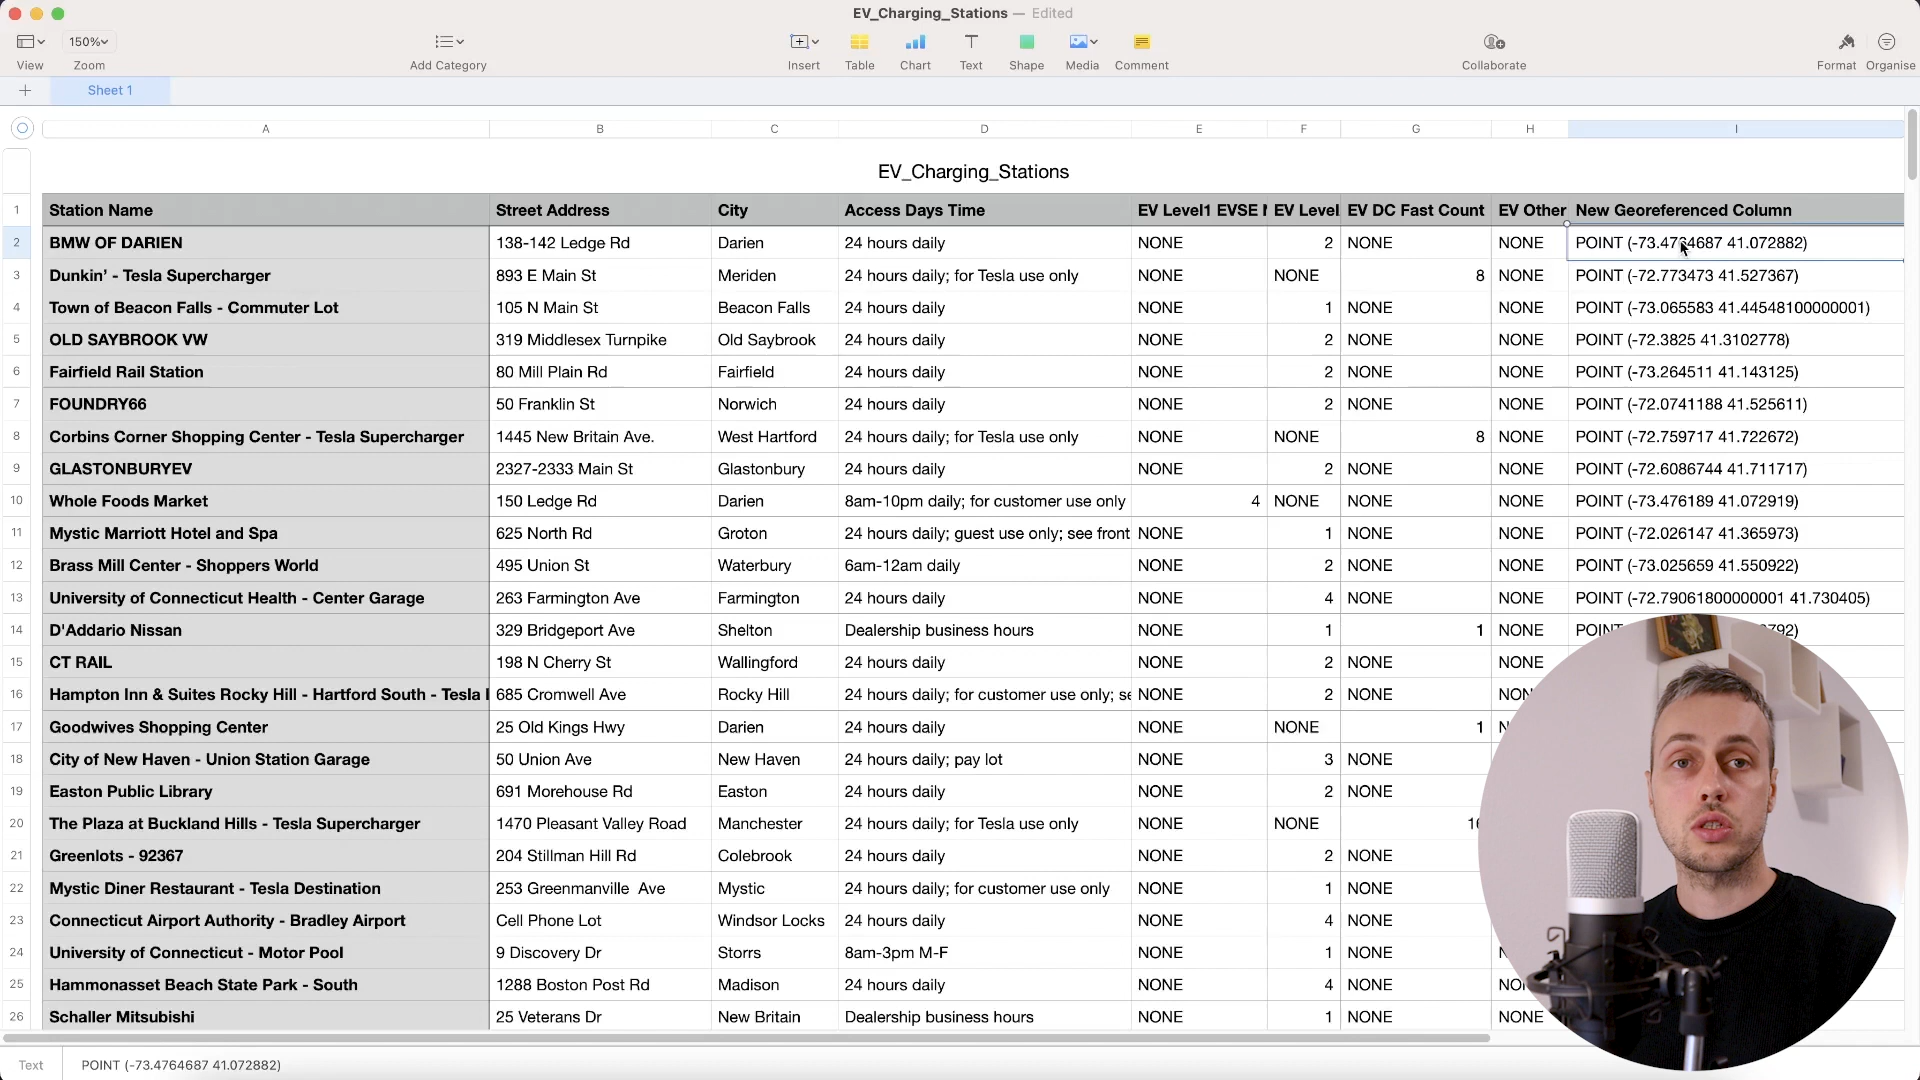 EV_Charging_Stations — Edited
150%
View Zoom Add Category Insert Table Chart Text Shape Media Comment Collaborate Format Organise
Sheet 1
A B C D E F G H I
EV_Charging_Stations
1 Station Name Street Address City Access Days Time EV Level1 EVSE EV Level EV DC Fast Count EV Other New Georeferenced Column
2 BMW OF DARIEN 138-142 Ledge Rd Darien 24 hours daily NONE 2 NONE NONE POINT (-73.4764687 41.072882)
3 Dunkin’ - Tesla Supercharger 893 E Main St Meriden 24 hours daily; for Tesla use only NONE NONE 8 NONE POINT (-72.773473 41.527367)
4 Town of Beacon Falls - Commuter Lot 105 N Main St Beacon Falls 24 hours daily NONE 1 NONE NONE POINT (-73.065583 41.44548100000001)
5 OLD SAYBROOK VW 319 Middlesex Turnpike Old Saybrook 24 hours daily NONE 2 NONE NONE POINT (-72.3825 41.3102778)
6 Fairfield Rail Station 80 Mill Plain Rd Fairfield 24 hours daily NONE 2 NONE NONE POINT (-73.264511 41.143125)
7 FOUNDRY66 50 Franklin St Norwich 24 hours daily NONE 2 NONE NONE POINT (-72.0741188 41.525611)
8 Corbins Corner Shopping Center - Tesla Supercharger 1445 New Britain Ave. West Hartford 24 hours daily; for Tesla use only NONE NONE 8 NONE POINT (-72.759717 41.722672)
9 GLASTONBURYEV 2327-2333 Main St Glastonbury 24 hours daily NONE 2 NONE NONE POINT (-72.6086744 41.711717)
10 Whole Foods Market 150 Ledge Rd Darien 8am-10pm daily; for customer use only 4 NONE NONE NONE POINT (-73.476189 41.072919)
11 Mystic Marriott Hotel and Spa 625 North Rd Groton 24 hours daily; guest use only; see front NONE 1 NONE NONE POINT (-72.026147 41.365973)
12 Brass Mill Center - Shoppers World 495 Union St Waterbury 6am-12am daily NONE 2 NONE NONE POINT (-73.025659 41.550922)
13 University of Connecticut Health - Center Garage 263 Farmington Ave Farmington 24 hours daily NONE 4 NONE NONE POINT (-72.79061800000001 41.730405)
14 D'Addario Nissan 329 Bridgeport Ave Shelton Dealership business hours NONE 1 1 NONE
15 CT RAIL 198 N Cherry St Wallingford 24 hours daily NONE 2 NONE NONE
16 Hampton Inn & Suites Rocky Hill - Hartford South - Tesla 685 Cromwell Ave Rocky Hill 24 hours daily; for customer use only; NONE 2 NONE
17 Goodwives Shopping Center 25 Old Kings Hwy Darien 24 hours daily NONE NONE 1
18 City of New Haven - Union Station Garage 50 Union Ave New Haven 24 hours daily; pay lot NONE 3 NONE
19 Easton Public Library 691 Morehouse Rd Easton 24 hours daily NONE 2 NONE
20 The Plaza at Buckland Hills - Tesla Supercharger 1470 Pleasant Valley Road Manchester 24 hours daily; for Tesla use only NONE NONE
21 Greenlots - 92367 204 Stillman Hill Rd Colebrook 24 hours daily NONE 2 NONE
22 Mystic Diner Restaurant - Tesla Destination 253 Greenmanville Ave Mystic 24 hours daily; for customer use only NONE 1 NONE
23 Connecticut Airport Authority - Bradley Airport Cell Phone Lot Windsor Locks 24 hours daily NONE 4 NONE
24 University of Connecticut - Motor Pool 9 Discovery Dr Storrs 8am-3pm M-F NONE 1 NONE
25 Hammonasset Beach State Park - South 1288 Boston Post Rd Madison 24 hours daily NONE 4 NONE
26 Schaller Mitsubishi 25 Veterans Dr New Britain Dealership business hours NONE 1 NONE NONE
Text POINT (-73.4764687 41.072882)